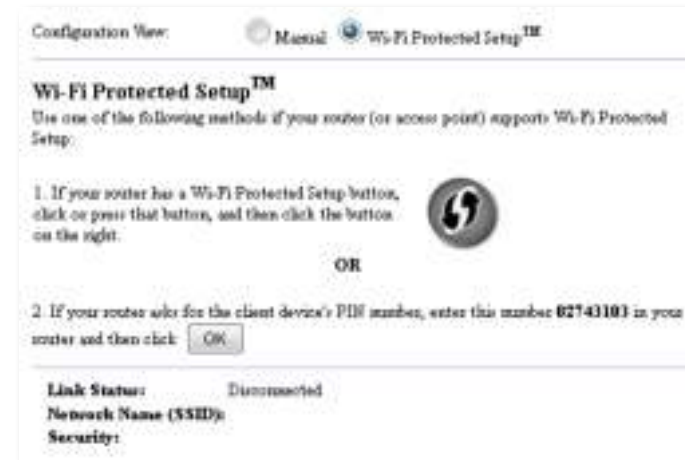 Configuration View: Manual Wi-Fi Protected Setup™
Wi-Fi Protected Setup™
Use one of the following methods if your router (or access point) supports Wi-Fi Protected
Setup:
1. If your router has a Wi-Fi Protected Setup button,
click or press that button, and then click the button
on the right.
OR
2. If your router asks for the client device's PIN number, enter this number 02743103 in your
router and then click OK
Link Status: Disconnected
Network Name (SSID):
Security: